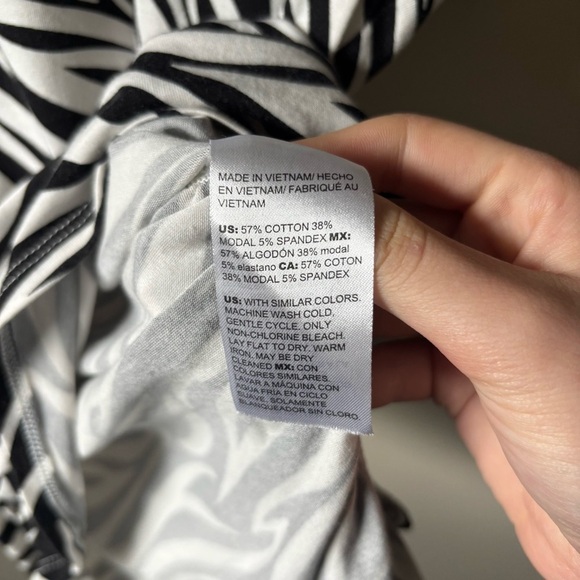 MADE IN VIETNAM/ HECHO
EN VIETNAM/ FABRIQUÉ AU
VIETNAM
US: 57% COTTON 38%
MODAL 5% SPANDEX MX:
57% ALGODÓN 38% modal
5% elastano CA: 57% COTON
38% MODAL 5% SPANDEX
US: WITH SIMILAR COLORS.
MACHINE WASH COLD,
GENTLE CYCLE. ONLY
NON-CHLORINE BLEACH.
LAY FLAT TO DRY. WARM
IRON. MAY BE DRY
CLEANED MX: CON
COLORES SIMILARES.
LAVAR A MÁQUINA CON
AGUA FRIA EN CICLO
SUAVE. SOLAMENTE
BLANQUEADOR SIN CLORO.